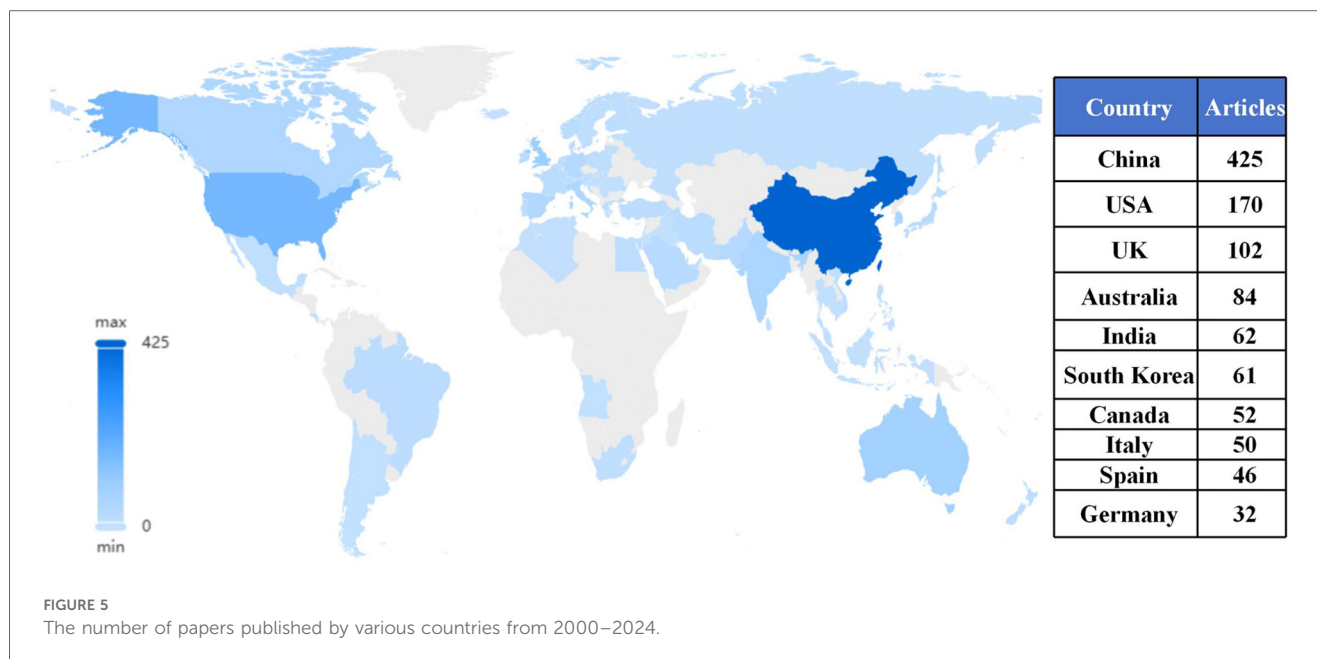 max
425
0
min
Country Articles
China 425
USA 170
UK 102
Australia 84
India 62
South Korea 61
Canada 52
Italy 50
Spain 46
Germany 32
FIGURE 5
The number of papers published by various countries from 2000–2024.